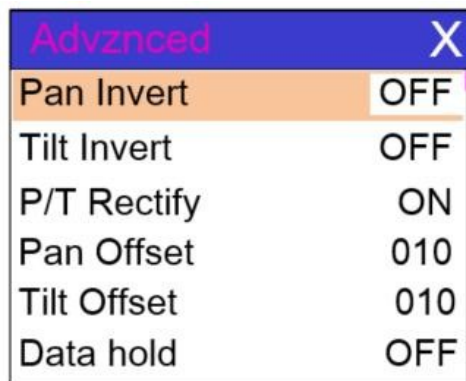 Advznced X
Pan Invert OFF
Tilt Invert OFF
P/T Rectify ON
Pan Offset 010
Tilt Offset 010
Data hold OFF